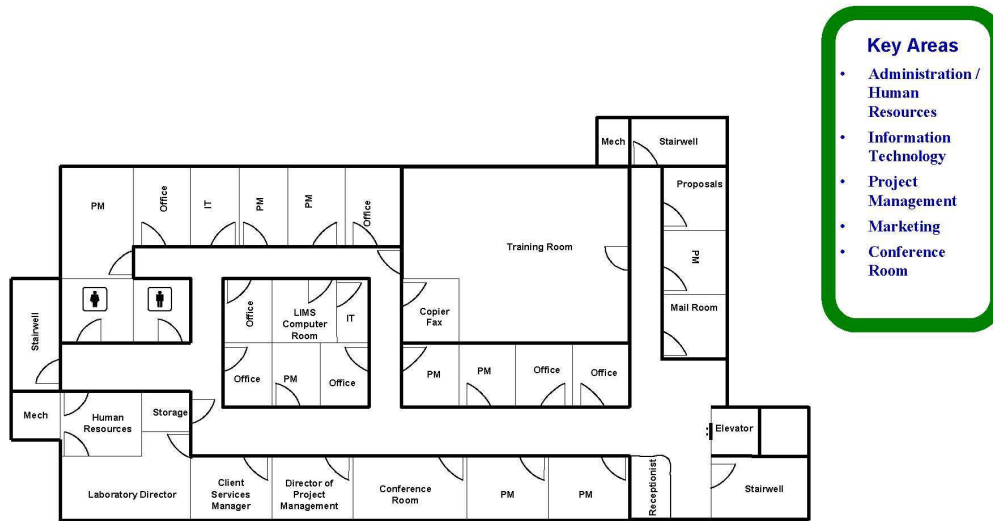 Key Areas
• Administration /
Human
Resources
• Information
Technology
• Project
Management
• Marketing
• Conference
Room
Mech
Stairwell
PM
Office
IT
PM
PM
Office
Training Room
Proposals
PM
Mail Room
Stairwell
Office
LIMS
Computer
Room
IT
Copier
Fax
Office
PM
Office
PM
PM
Office
Office
Mech
Human
Resources
Storage
Elevator
Laboratory Director
Client
Services
Manager
Director of
Project
Management
Conference
Room
PM
PM
Receptionist
Stairwell